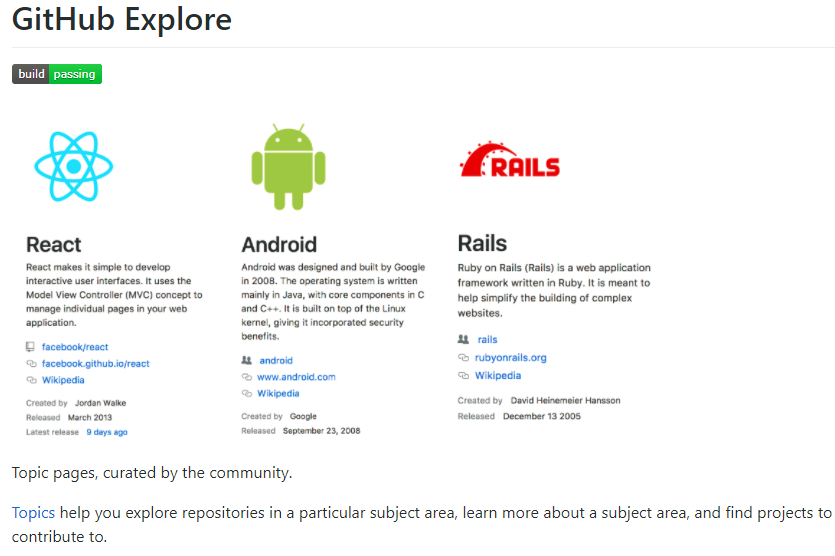 GitHub Explore
build passing
RAILS
React
React makes it simple to develop
interactive user interfaces. It uses the
Model View Controller (MVC) concept to
manage individual pages in your web
application.
facebook/react
facebook.github.io/react
Wikipedia
Created by Jordan Walke
Released March 2013
Latest release 9 days ago
Android
Android was designed and built by Google
in 2008. The operating system is written
mainly in Java, with core components in C
and C++. It is built on top of the Linux
kernel, giving it incorporated security
benefits.
android
www.android.com
Wikipedia
Created by Google
Released September 23, 2008
Rails
Ruby on Rails (Rails) is a web application
framework written in Ruby. It is meant to
help simplify the building of complex
websites.
rails
rubyonrails.org
Wikipedia
Created by David Heinemeier Hansson
Released December 13 2005
Topic pages, curated by the community.
Topics help you explore repositories in a particular subject area, learn more about a subject area, and find projects to
contribute to.